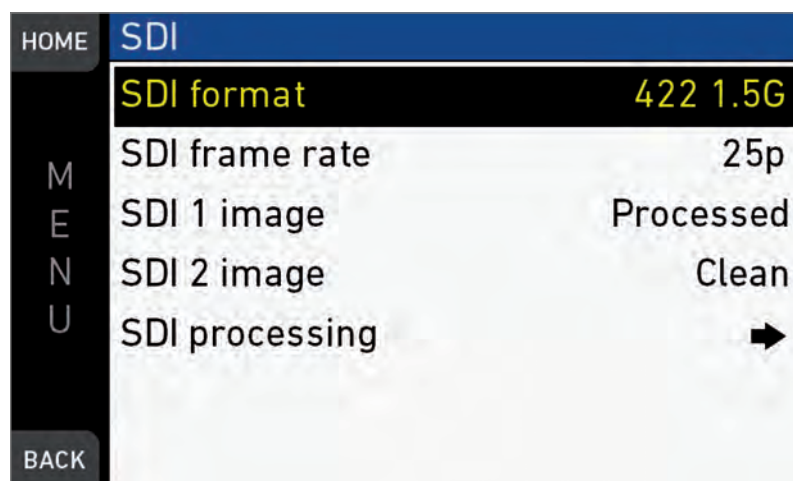 HOME
SDI
SDI format 422 1.5G
SDI frame rate 25p
SDI 1 image Processed
SDI 2 image Clean
SDI processing
MENU
BACK